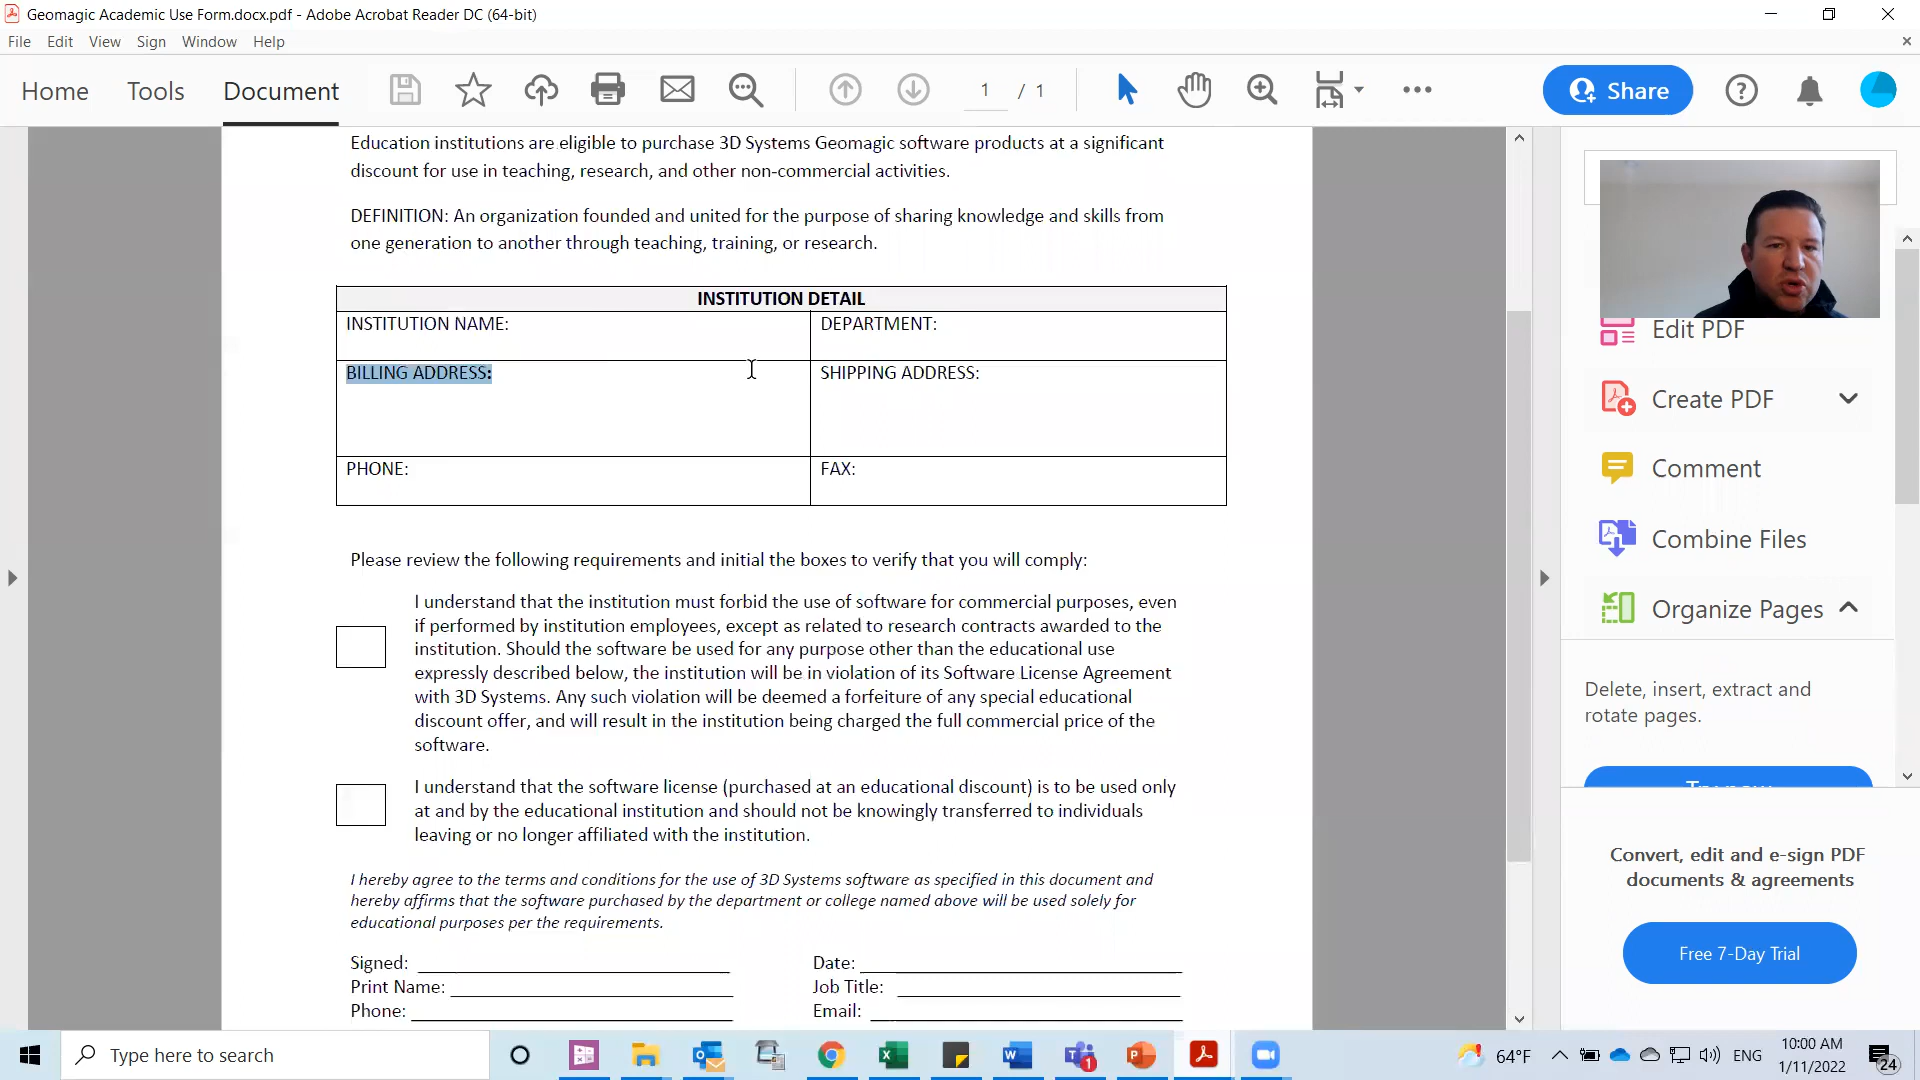 Geomagic Academic Use Form.docx.pdf - Adobe Acrobat Reader DC (64-bit)
File Edit View Sign Window Help
Home Tools Document 1 / 1 Share
Education institutions are eligible to purchase 3D Systems Geomagic software products at a significant
discount for use in teaching, research, and other non-commercial activities.
DEFINITION: An organization founded and united for the purpose of sharing knowledge and skills from
one generation to another through teaching, training, or research.
INSTITUTION DETAIL
INSTITUTION NAME: DEPARTMENT:
BILLING ADDRESS: SHIPPING ADDRESS:
PHONE: FAX:
Please review the following requirements and initial the boxes to verify that you will comply:
I understand that the institution must forbid the use of software for commercial purposes, even
if performed by institution employees, except as related to research contracts awarded to the
institution. Should the software be used for any purpose other than the educational use
expressly described below, the institution will be in violation of its Software License Agreement
with 3D Systems. Any such violation will be deemed a forfeiture of any special educational
discount offer, and will result in the institution being charged the full commercial price of the
software.
I understand that the software license (purchased at an educational discount) is to be used only
at and by the educational institution and should not be knowingly transferred to individuals
leaving or no longer affiliated with the institution.
I hereby agree to the terms and conditions for the use of 3D Systems software as specified in this document and
hereby affirms that the software purchased by the department or college named above will be used solely for
educational purposes per the requirements.
Signed: Date:
Print Name: Job Title:
Phone: Email:
Edit PDF
Create PDF
Comment
Combine Files
Organize Pages
Delete, insert, extract and
rotate pages.
Convert, edit and e-sign PDF
documents & agreements
Free 7-Day Trial
Type here to search
1
64°F
ENG
10:00 AM
1/11/2022
24